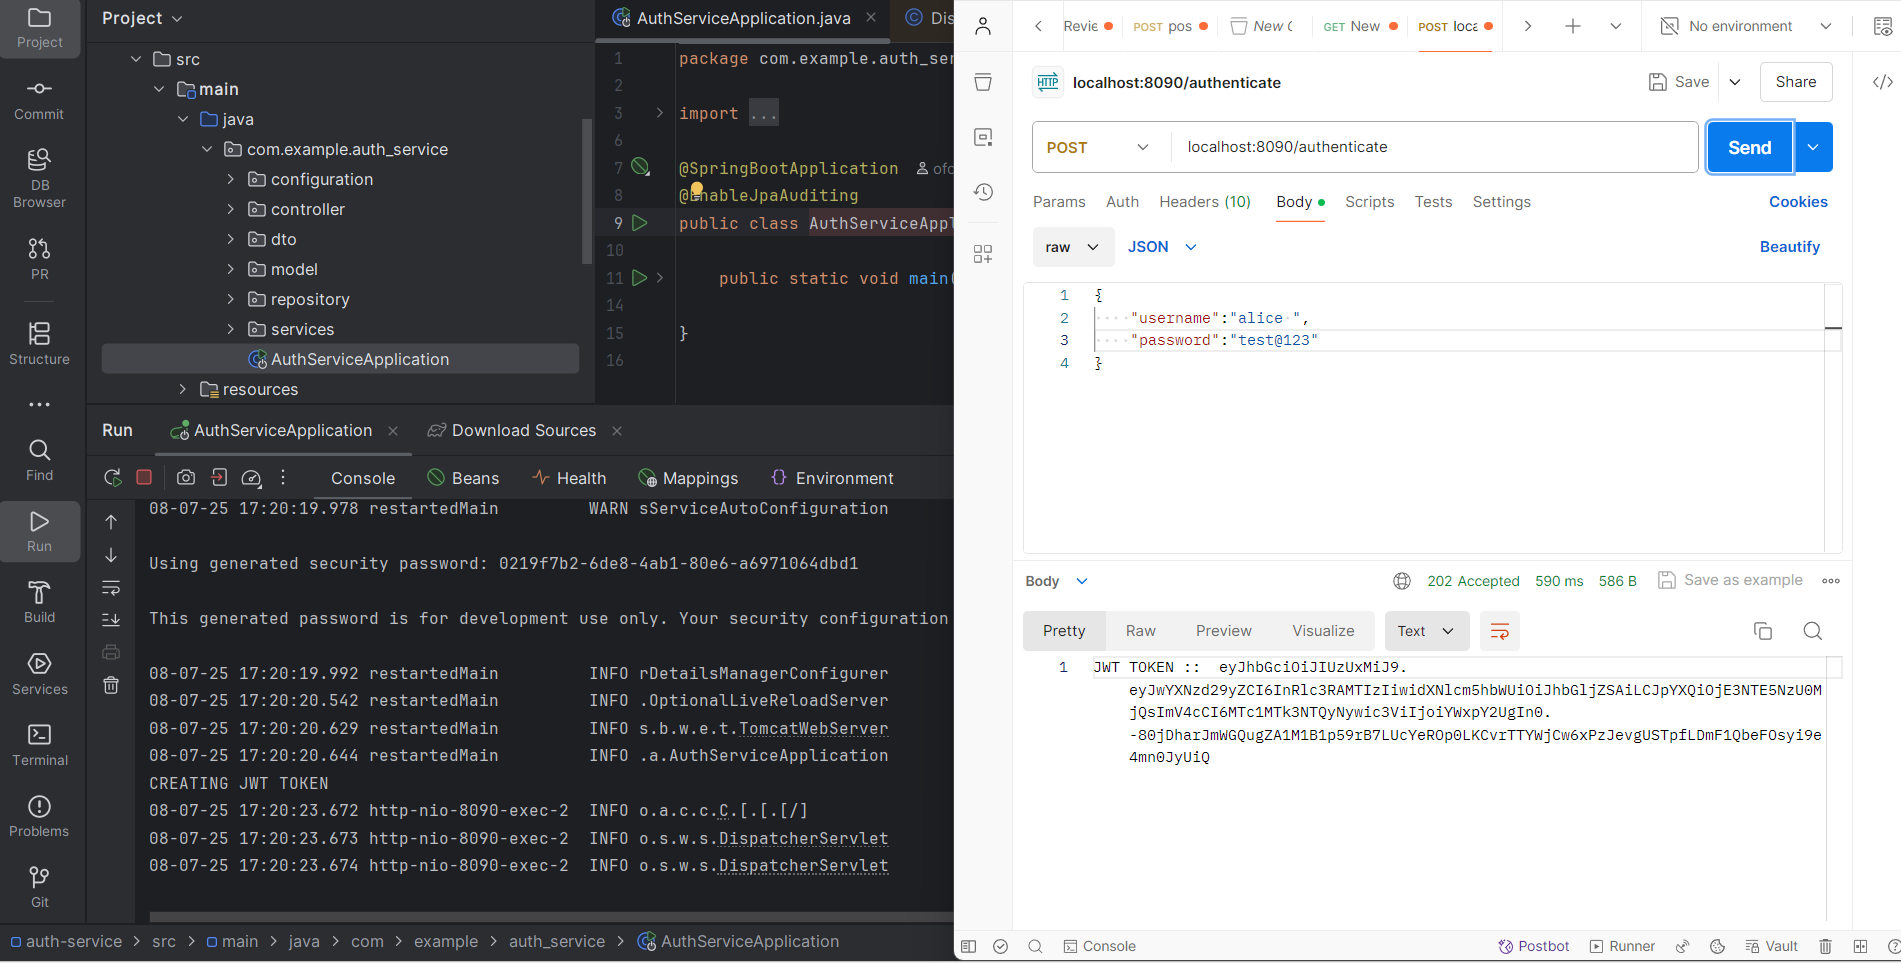 Project
Commit
DB
Browser
PR
Structure
Find
Run
Build
Services
Terminal
Problems
Git
Project
src
main
java
com.example.auth_service
configuration
controller
dto
model
repository
services
AuthServiceApplication
resources
AuthServiceApplication.java
Dis
1 package com.example.auth_ser
2
3 import ...
6
7 @SpringBootApplication ofc
8 @EnableJpaAuditing
9 public class AuthServiceAppl
10
11 public static void main(
14
15 }
16
Run AuthServiceApplication Download Sources
Console Beans Health Mappings Environment
08-07-25 17:20:19.978 restartedMain WARN sServiceAutoConfiguration
Using generated security password: 0219f7b2-6de8-4ab1-80e6-a6971064dbd1
This generated password is for development use only. Your security configuration
08-07-25 17:20:19.992 restartedMain INFO rDetailsManagerConfigurer
08-07-25 17:20:20.542 restartedMain INFO .OptionalLiveReloadServer
08-07-25 17:20:20.629 restartedMain INFO s.b.w.e.t.TomcatWebServer
08-07-25 17:20:20.644 restartedMain INFO .a.AuthServiceApplication
CREATING JWT TOKEN
08-07-25 17:20:23.672 http-nio-8090-exec-2 INFO o.a.c.c.C.[.[.[/]
08-07-25 17:20:23.673 http-nio-8090-exec-2 INFO o.s.w.s.DispatcherServlet
08-07-25 17:20:23.674 http-nio-8090-exec-2 INFO o.s.w.s.DispatcherServlet
auth-service > src > main > java > com > example > auth_service > AuthServiceApplication
Revie POST pos New C GET New POST loca No environment
HTTP localhost:8090/authenticate Save Share
POST localhost:8090/authenticate Send
Params Auth Headers (10) Body Scripts Tests Settings Cookies
raw JSON Beautify
1 {
2 "username":"alice ",
3 "password":"test@123"
4 }
Body 202 Accepted 590 ms 586 B Save as example
Pretty Raw Preview Visualize Text
1 JWT TOKEN :: eyJhbGciOiJIUzUxMiJ9.
eyJwYXNzd29yZCI6InRlc3RAMTIzIiwidXNlcm5hbWUiOiJhbGljZSAiLCJpYXQiOjE3NTE5NzU0M
jQsImV4cCI6MTc1MTk3NTQyNywic3ViIjoiYWxpY2UgIn0.
-80jDharJmWGQugZA1M1B1p59rB7LUcYeROp0LKCvrTTYWjCw6xPzJevgUSTpfLDmF1QbeFOsyi9e
4mn0JyUiQ
Console Postbot Runner Vault